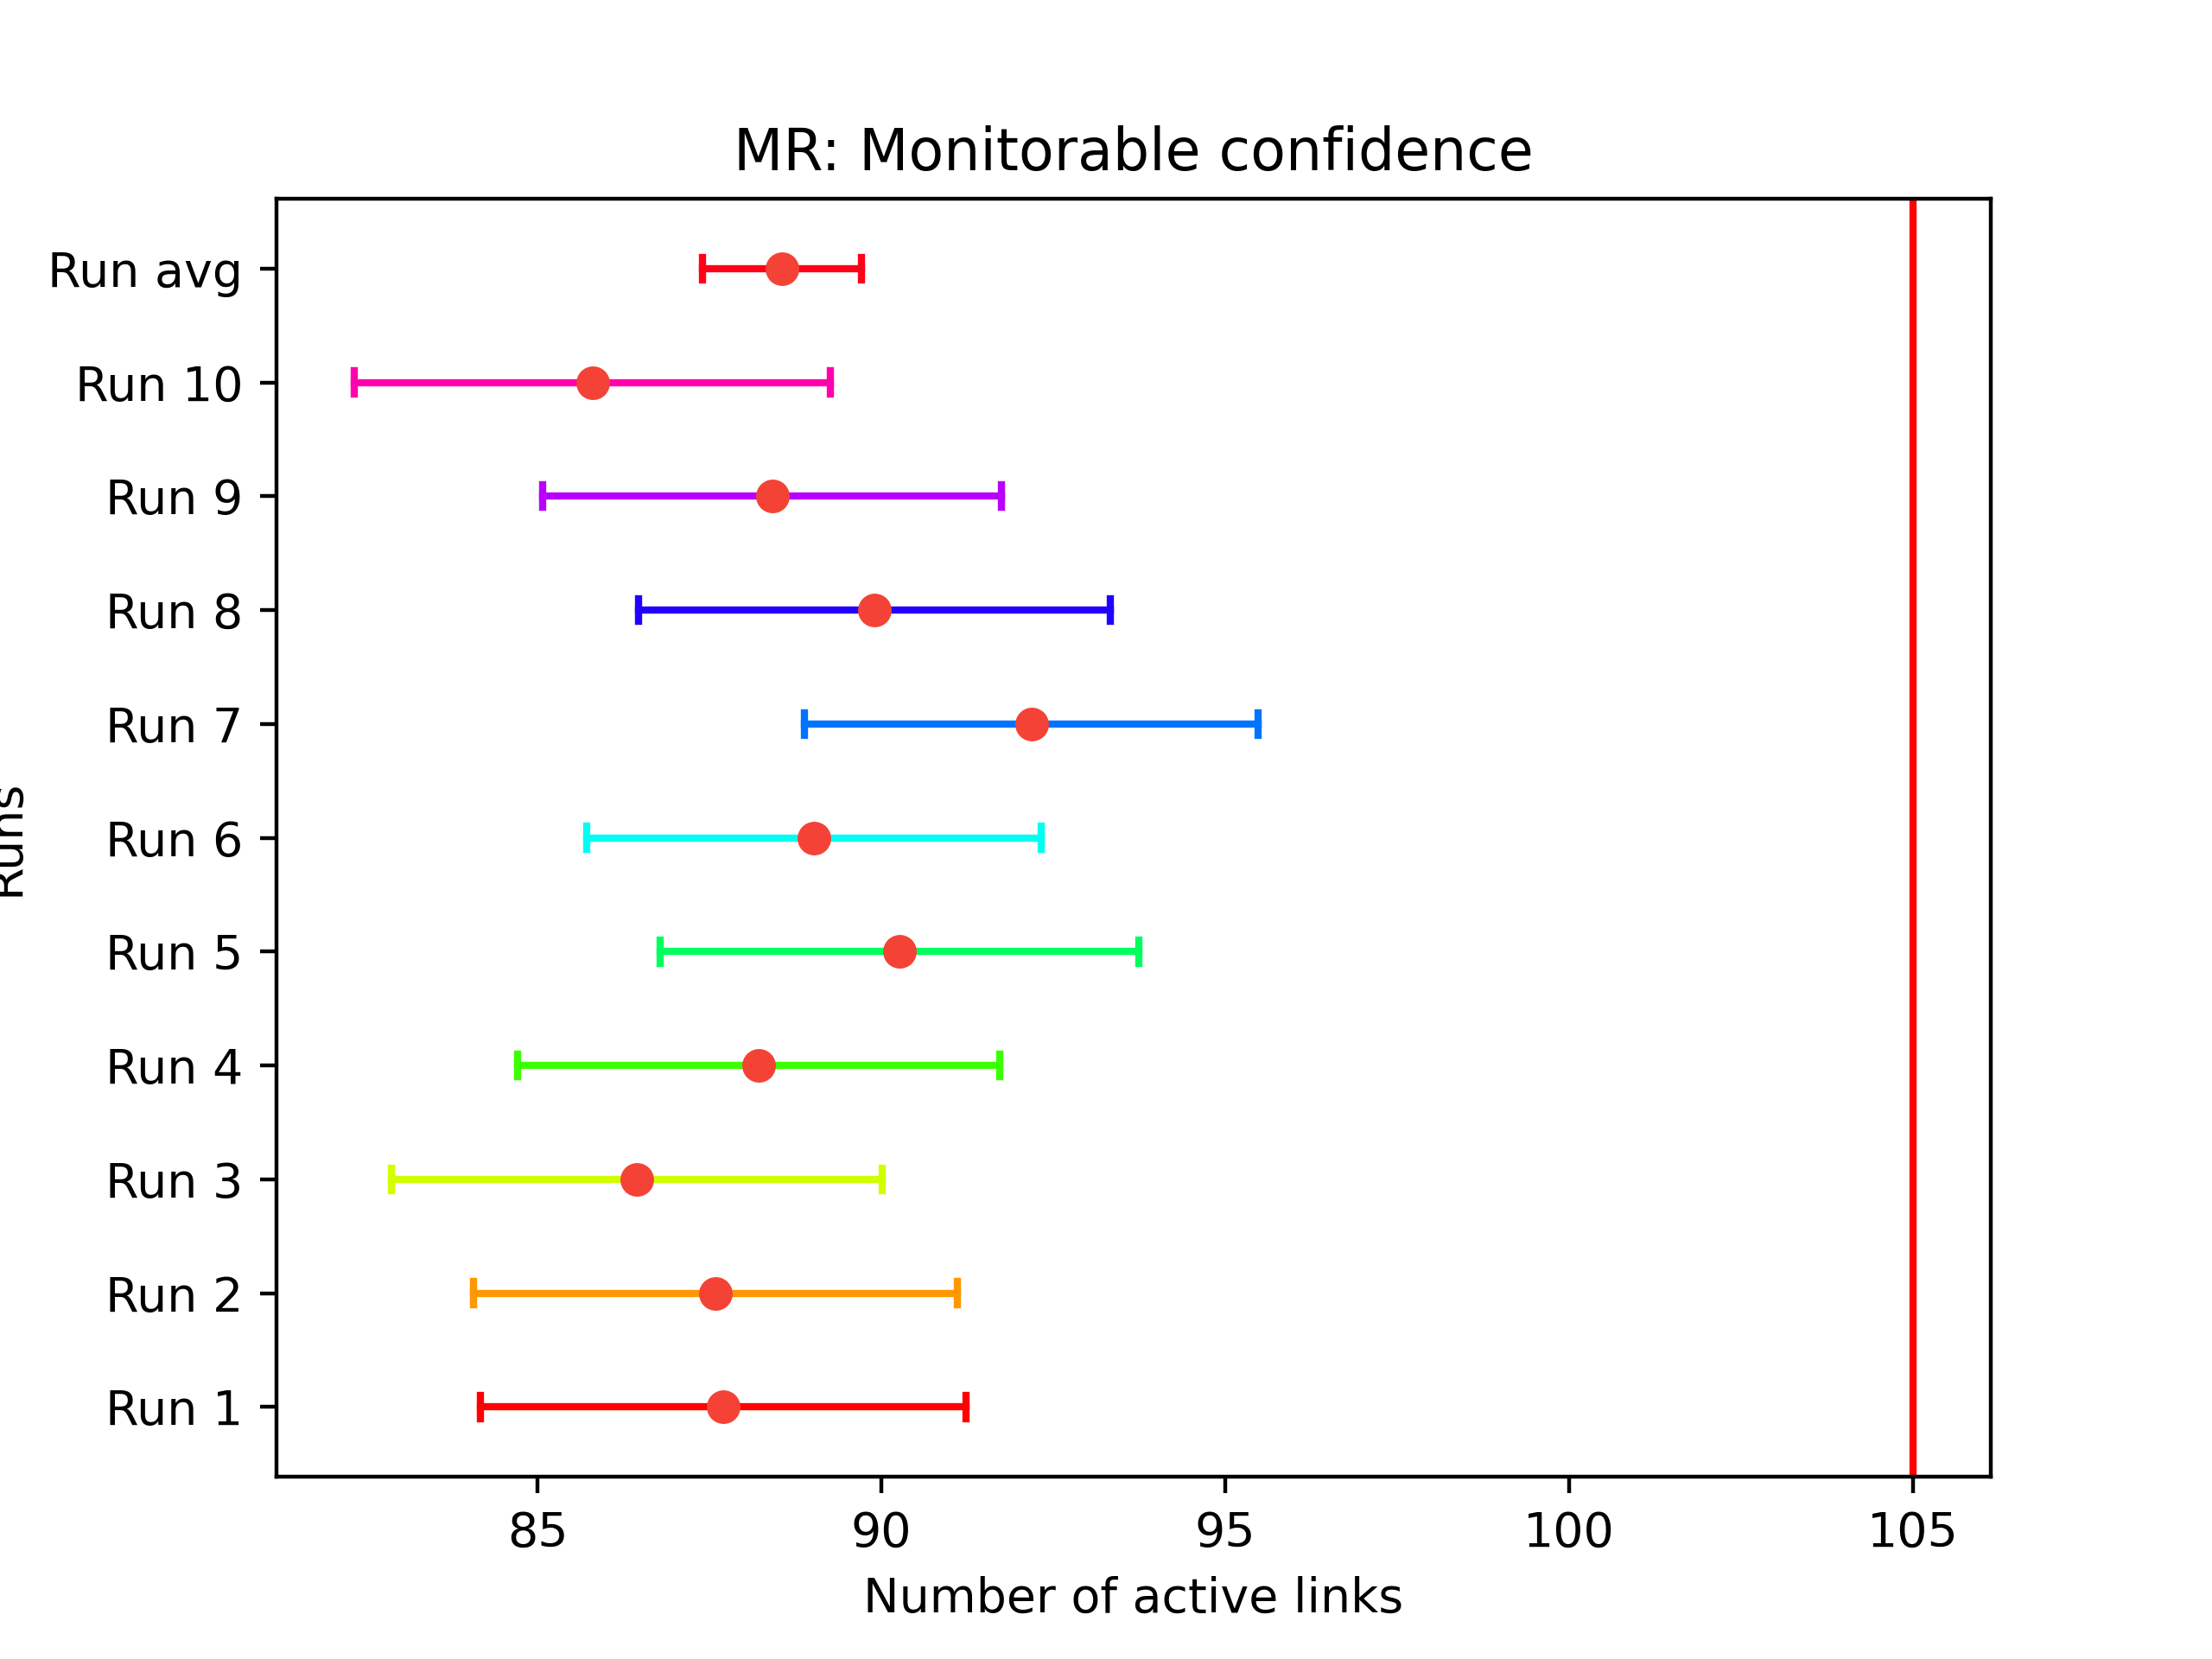 MR: Monitorable confidence
Run avg
Run 10
Run 9
Run 8
Run 7
Run 6
Run 5
Run 4
Run 3
Run 2
Run 1
Runs
85 90 95 100 105
Number of active links